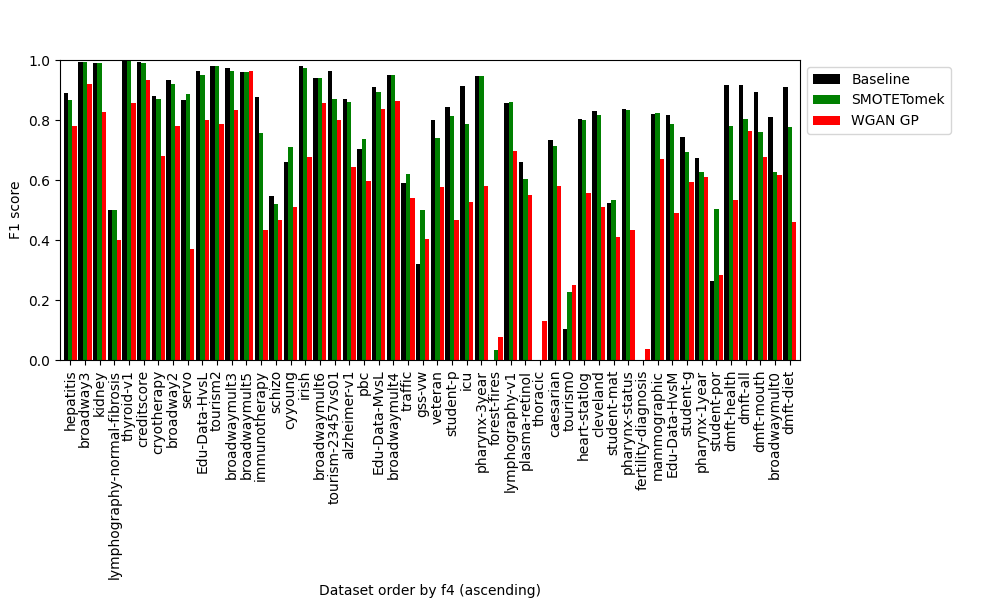 Baseline
SMOTETomek
WGAN GP
F1 score
1.0
0.8
0.6
0.4
0.2
0.0
hepatitis
broadway3
kidney
lymphography-normal-fibrosis
thyroid-v1
creditscore
cryotherapy
broadway2
servo
Edu-Data-HvsL
tourism2
broadwaymult3
broadwaymult5
immunotherapy
schizo
cyyoung
irish
broadwaymult6
tourism-23457vs01
alzheimer-v1
pbc
Edu-Data-MvsL
broadwaymult4
traffic
gss-vw
veteran
student-p
icu
pharynx-3year
forest-fires
lymphography-v1
plasma-retinol
thoracic
caesarian
tourism0
heart-statlog
cleveland
student-mat
pharynx-status
fertility-diagnosis
mammographic
Edu-Data-HvsM
student-g
pharynx-1year
student-por
dmft-health
dmft-all
dmft-mouth
broadwaymult0
dmft-diet
Dataset order by f4 (ascending)